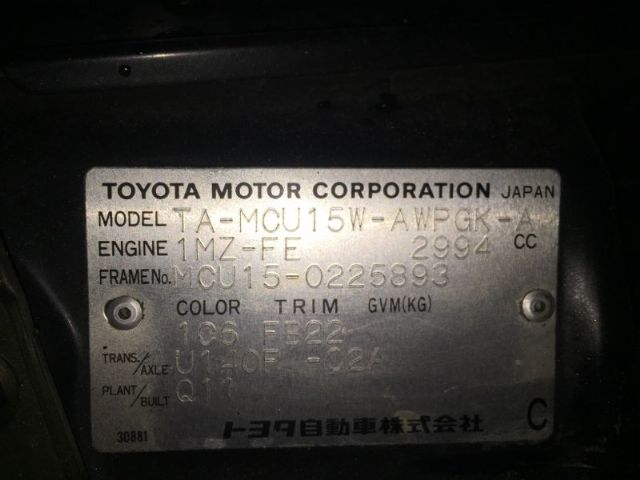 TOYOTA MOTOR CORPORATION JAPAN
MODEL TA-MCU15W-AWPGK-A
ENGINE 1MZ-FE 2994 CC
FRAME No. MCU15-0225893
COLOR TRIM GVM(KG)
1C6 FB22
TRANS./AXLE U140F -02A
PLANT/BUILT Q11
30881 トヨタ自動車株式会社 C